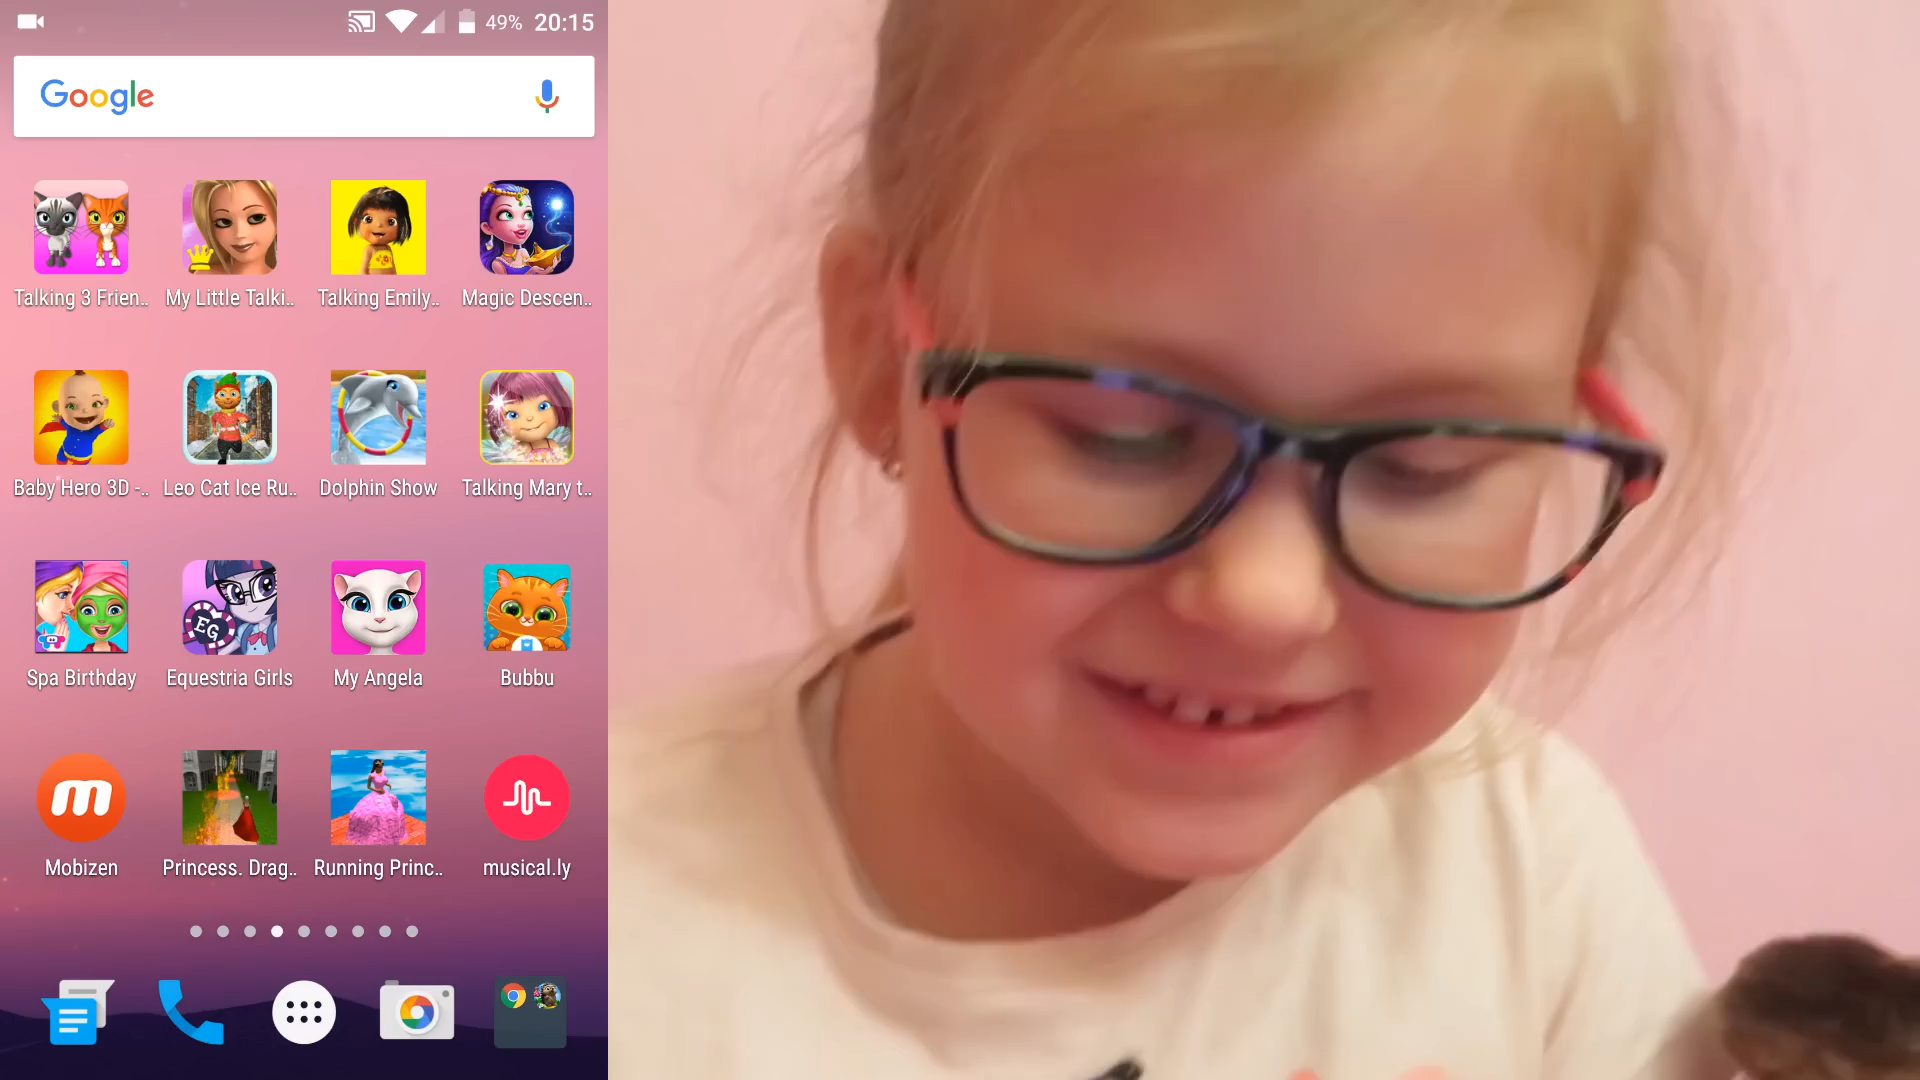 49% 20:15
Google
Talking 3 Frien.. My Little Talki.. Talking Emily.. Magic Descen..
Baby Hero 3D -.. Leo Cat Ice Ru.. Dolphin Show Talking Mary t..
EG
Spa Birthday Equestria Girls My Angela Bubbu
m
Mobizen Princess. Drag.. Running Princ.. musical.ly